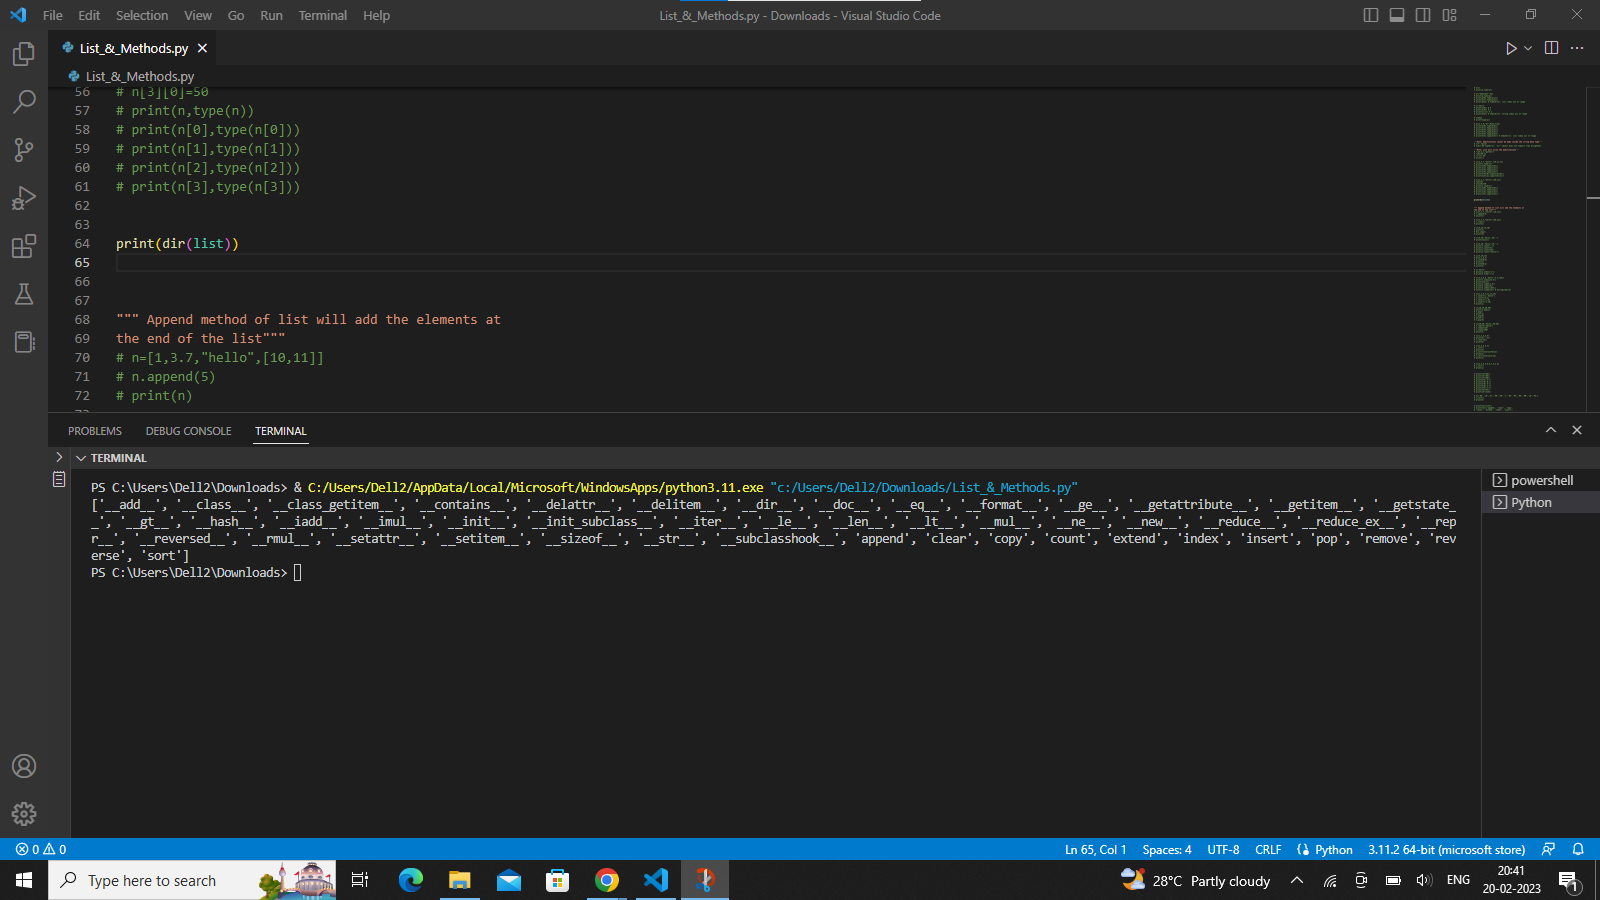 File Edit Selection View Go Run Terminal Help
List_&_Methods.py - Downloads - Visual Studio Code
List_&_Methods.py
List_&_Methods.py
56 # n[3][0]=50
57 # print(n,type(n))
58 # print(n[0],type(n[0]))
59 # print(n[1],type(n[1]))
60 # print(n[2],type(n[2]))
61 # print(n[3],type(n[3]))
62
63
64 print(dir(list))
65
66
67
68 """ Append method of list will add the elements at
69 the end of the list"""
70 # n=[1,3.7,"hello",[10,11]]
71 # n.append(5)
72 # print(n)
PROBLEMS DEBUG CONSOLE TERMINAL
TERMINAL
PS C:\Users\Dell2\Downloads> & C:/Users/Dell2/AppData/Local/Microsoft/WindowsApps/python3.11.exe "c:/Users/Dell2/Downloads/List_&_Methods.py"
['__add__', '__class__', '__class_getitem__', '__contains__', '__delattr__', '__delitem__', '__dir__', '__doc__', '__eq__', '__format__', '__ge__', '__getattribute__', '__getitem__', '__getstate_
_', '__gt__', '__hash__', '__iadd__', '__imul__', '__init__', '__init_subclass__', '__iter__', '__le__', '__len__', '__lt__', '__mul__', '__ne__', '__new__', '__reduce__', '__reduce_ex__', '__rep
r__', '__reversed__', '__rmul__', '__setattr__', '__setitem__', '__sizeof__', '__str__', '__subclasshook__', 'append', 'clear', 'copy', 'count', 'extend', 'index', 'insert', 'pop', 'remove', 'rev
erse', 'sort']
PS C:\Users\Dell2\Downloads>
powershell
Python
0 0
Ln 65, Col 1 Spaces: 4 UTF-8 CRLF Python 3.11.2 64-bit (microsoft store)
Type here to search
28°C Partly cloudy
ENG
20:41
20-02-2023
1